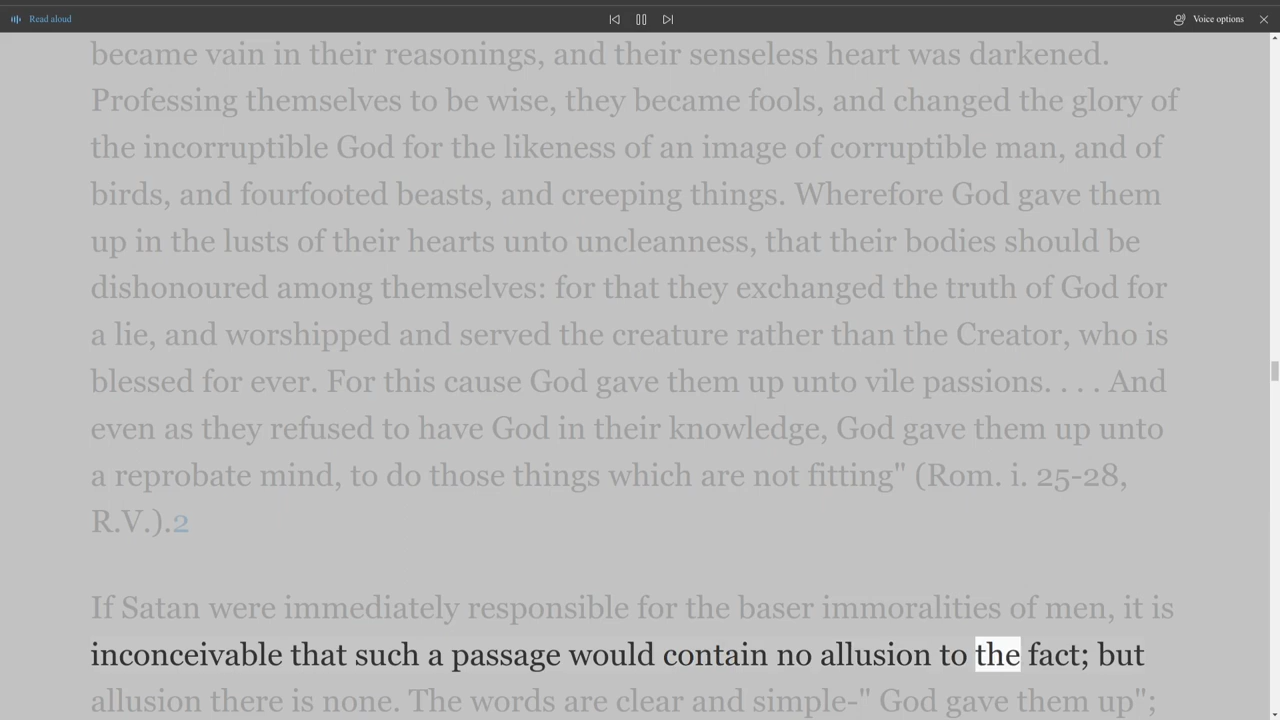 Read aloud
Voice options
became vain in their reasonings, and their senseless heart was darkened.
Professing themselves to be wise, they became fools, and changed the glory of
the incorruptible God for the likeness of an image of corruptible man, and of
birds, and fourfooted beasts, and creeping things. Wherefore God gave them
up in the lusts of their hearts unto uncleanness, that their bodies should be
dishonoured among themselves: for that they exchanged the truth of God for
a lie, and worshipped and served the creature rather than the Creator, who is
blessed for ever. For this cause God gave them up unto vile passions. . . . And
even as they refused to have God in their knowledge, God gave them up unto
a reprobate mind, to do those things which are not fitting" (Rom. i. 25-28,
R.V.).2
If Satan were immediately responsible for the baser immoralities of men, it is
inconceivable that such a passage would contain no allusion to the fact; but
allusion there is none. The words are clear and simple-" God gave them up";